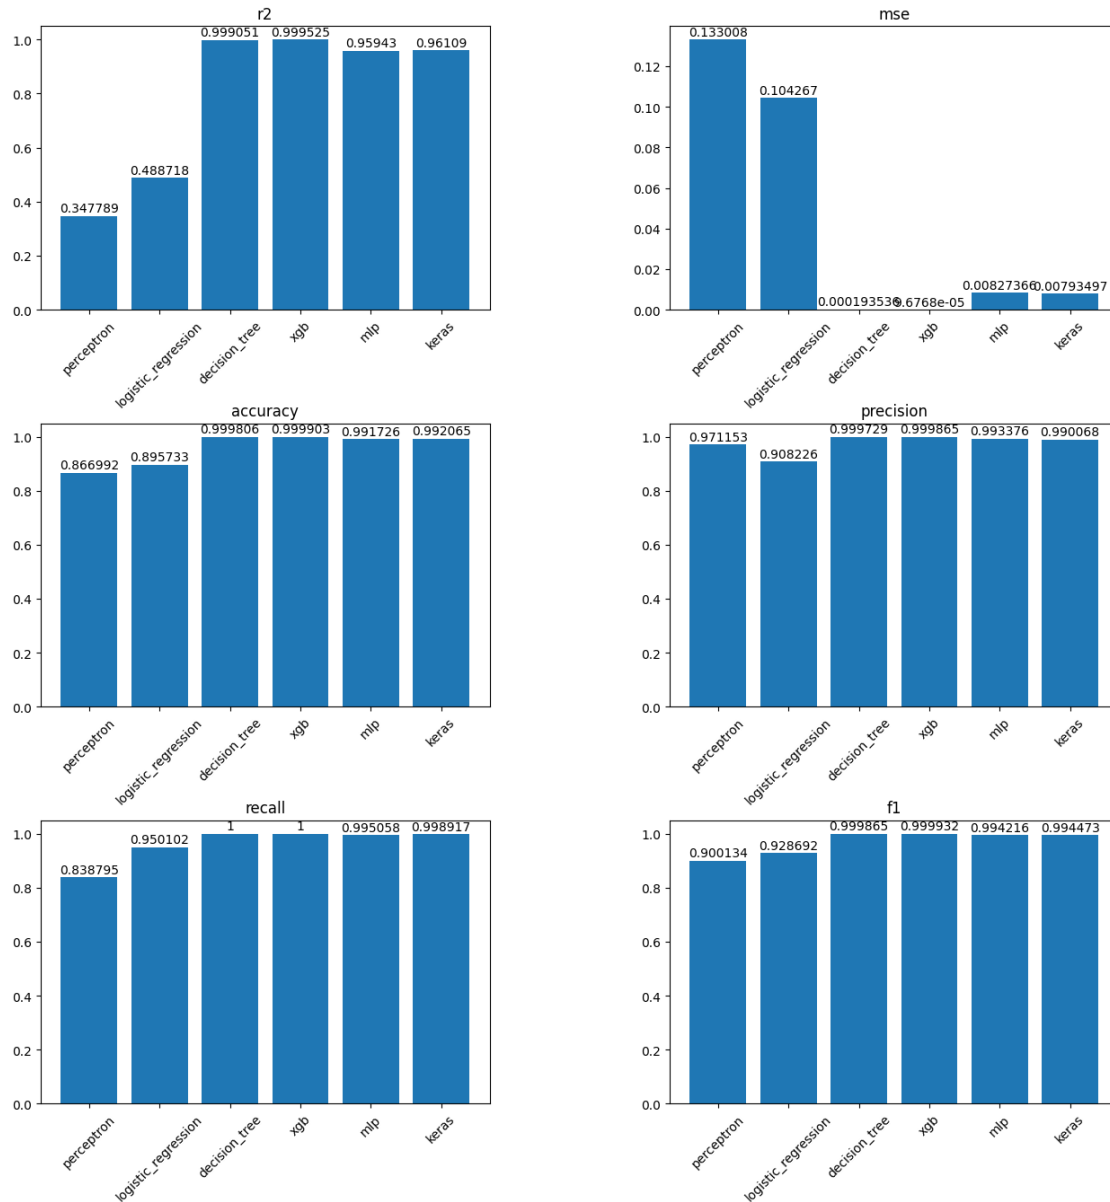 r2
1.0
0.8
0.6
0.4
0.2
0.0
0.347789
0.488718
0.999051
0.999525
0.95943
0.96109
perceptron
logistic_regression
decision_tree
xgb
mlp
keras
mse
0.12
0.10
0.08
0.06
0.04
0.02
0.00
0.133008
0.104267
0.000193536
9.6768e-05
0.00827366
0.00793497
perceptron
logistic_regression
decision_tree
xgb
mlp
keras
accuracy
1.0
0.8
0.6
0.4
0.2
0.0
0.866992
0.895733
0.999806
0.999903
0.991726
0.992065
perceptron
logistic_regression
decision_tree
xgb
mlp
keras
precision
1.0
0.8
0.6
0.4
0.2
0.0
0.971153
0.908226
0.999729
0.999865
0.993376
0.990068
perceptron
logistic_regression
decision_tree
xgb
mlp
keras
recall
1.0
0.8
0.6
0.4
0.2
0.0
0.838795
0.950102
1
1
0.995058
0.998917
perceptron
logistic_regression
decision_tree
xgb
mlp
keras
f1
1.0
0.8
0.6
0.4
0.2
0.0
0.900134
0.928692
0.999865
0.999932
0.994216
0.994473
perceptron
logistic_regression
decision_tree
xgb
mlp
keras